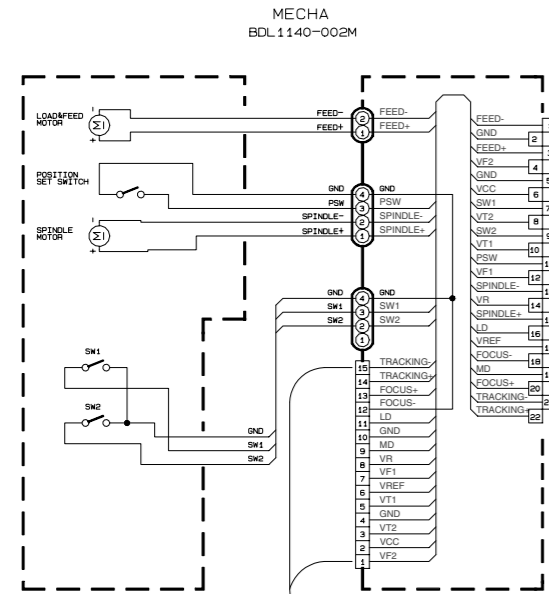 MECHA
BDL1140-002M
LOAD&FEED
MOTOR
-
M
+
FEED-
FEED+
2
1
FEED-
FEED+
POSITION
SET SWITCH
GND
PSW
SPINDLE-
SPINDLE+
4
3
2
1
GND
PSW
SPINDLE-
SPINDLE+
SPINDLE
MOTOR
-
M
+
GND
SW1
SW2
4
3
2
1
GND
SW1
SW2
SW1
SW2
GND
SW1
SW2
15 TRACKING-
14 TRACKING+
13 FOCUS+
12 FOCUS-
11 LD
10 GND
9 MD
8 VR
7 VF1
6 VREF
5 VT1
4 GND
3 VT2
2 VCC
1 VF2
FEED-
GND 2
FEED+
VF2 4
GND
VCC 6
SW1
VT2 8
SW2
VT1 10
PSW
VF1 12
SPINDLE-
VR 14
SPINDLE+
LD 16
VREF
FOCUS- 18
MD
FOCUS+ 20
TRACKING-
TRACKING+ 22